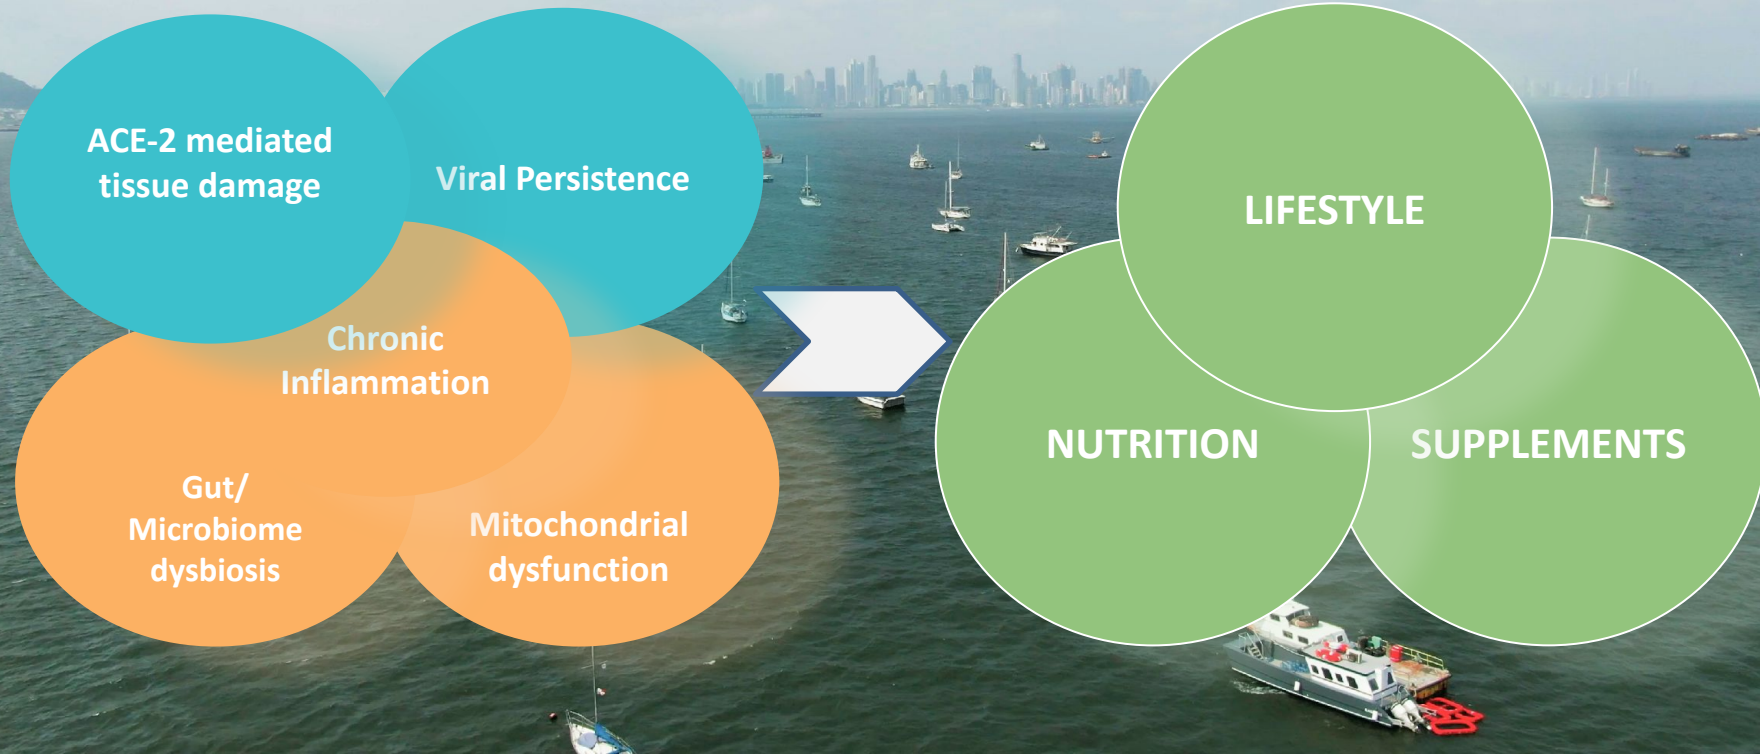 ACE-2 mediated
tissue damage
Viral Persistence
Chronic
Inflammation
Gut/
Microbiome
dysbiosis
Mitochondrial
dysfunction
LIFESTYLE
NUTRITION
SUPPLEMENTS